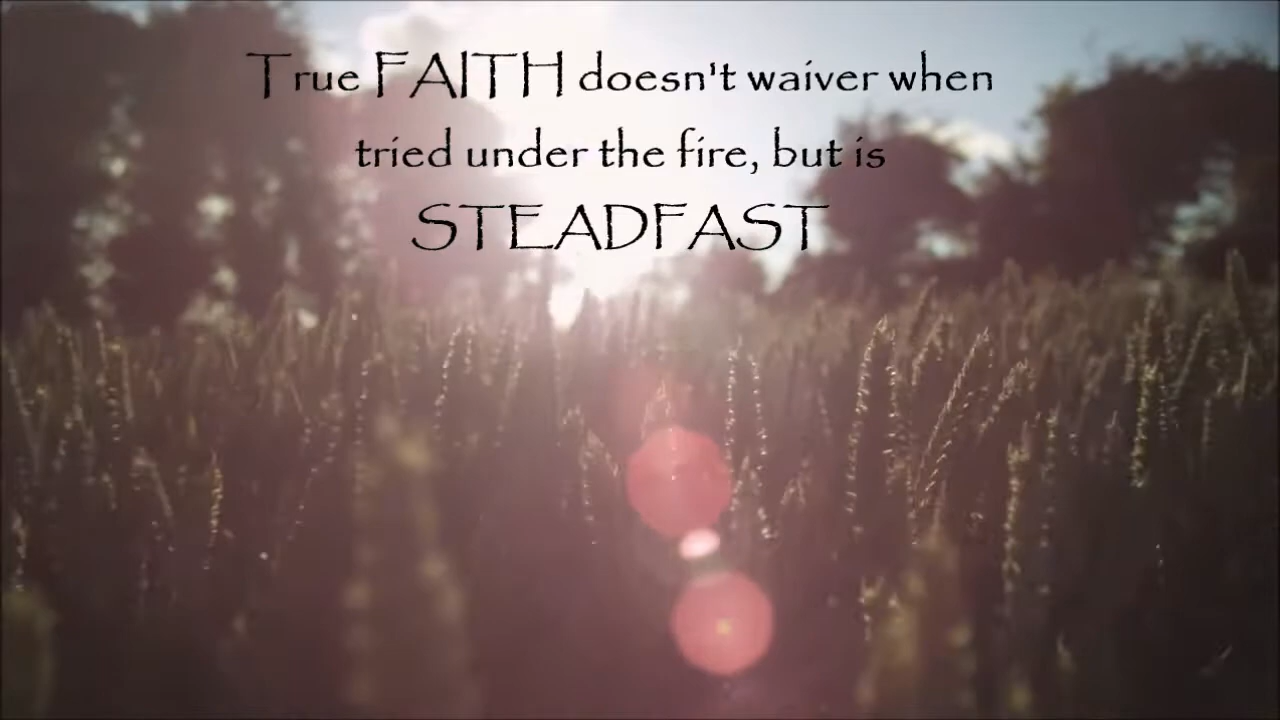 True FAITH doesn't waiver when
tried under the fire, but is
STEADFAST